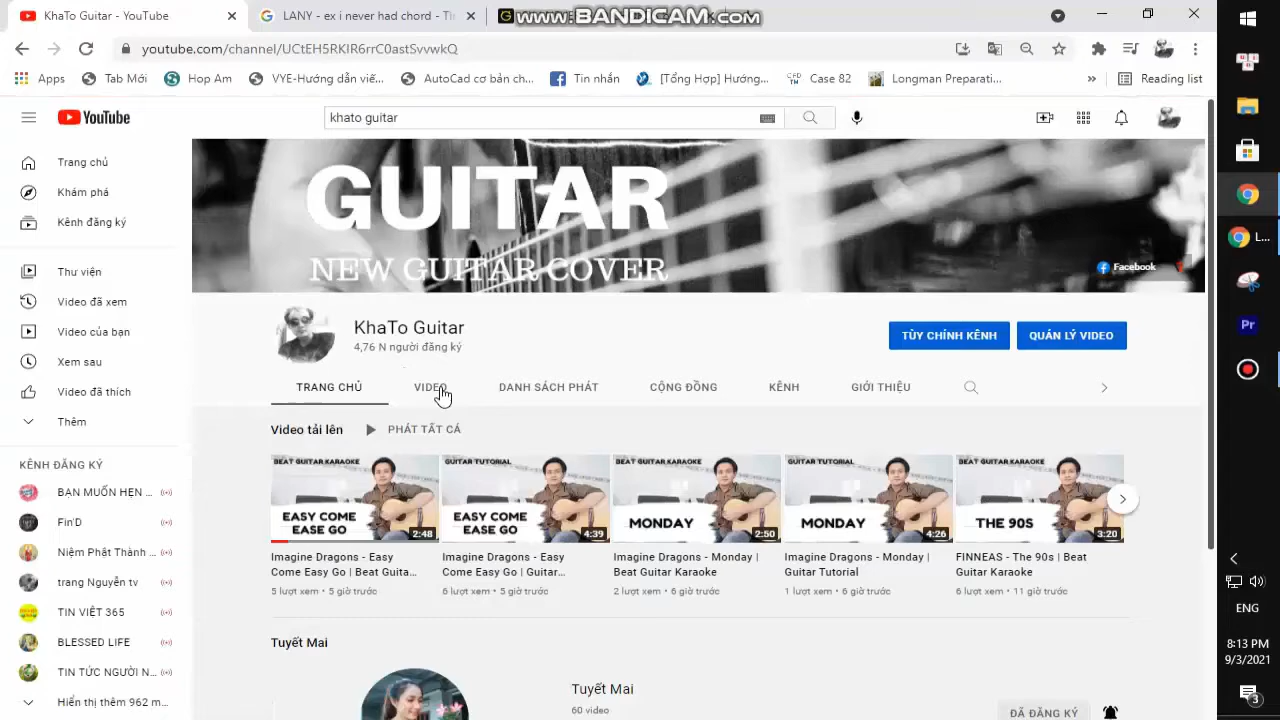 KhaTo Guitar - YouTube
LANY - ex i never had chord - Tì
www.BANDICAM.com
youtube.com/channel/UCtEH5RKIR6rrC0astSvvwkQ
Apps
Tab Mới
Hop Am
VYE-Hướng dẫn viế...
AutoCad cơ bản ch...
Tin nhắn
[Tổng Hợp] Hướng...
Case 82
Longman Preparati...
Reading list
YouTube
khato guitar
Trang chủ
Khám phá
Kênh đăng ký
Thư viện
Video đã xem
Video của bạn
Xem sau
Video đã thích
Thêm
KÊNH ĐĂNG KÝ
BẠN MUỐN HẸN ...
Fin'D
Niệm Phật Thành ...
trang Nguyễn tv
TIN VIỆT 365
BLESSED LIFE
TIN TỨC NGƯỜI N...
Hiển thị thêm 962 m...
GUITAR
NEW GUITAR COVER
Facebook
KhaTo Guitar
4,76 N người đăng ký
TÙY CHỈNH KÊNH
QUẢN LÝ VIDEO
TRANG CHỦ
VIDEO
DANH SÁCH PHÁT
CỘNG ĐỒNG
KÊNH
GIỚI THIỆU
Video tải lên
PHÁT TẤT CẢ
BEAT GUITAR KARAOKE
EASY COME
EASE GO
2:48
Imagine Dragons - Easy
Come Easy Go | Beat Guita...
5 lượt xem • 5 giờ trước
GUITAR TUTORIAL
EASY COME
EASE GO
4:39
Imagine Dragons - Easy
Come Easy Go | Guitar...
6 lượt xem • 5 giờ trước
BEAT GUITAR KARAOKE
MONDAY
2:50
Imagine Dragons - Monday |
Beat Guitar Karaoke
2 lượt xem • 6 giờ trước
GUITAR TUTORIAL
MONDAY
4:26
Imagine Dragons - Monday |
Guitar Tutorial
1 lượt xem • 6 giờ trước
BEAT GUITAR KARAOKE
THE 90S
3:20
FINNEAS - The 90s | Beat
Guitar Karaoke
6 lượt xem • 11 giờ trước
Tuyết Mai
Tuyết Mai
60 video
ĐÃ ĐĂNG KÝ
L...
Pr
ENG
8:13 PM
9/3/2021
3